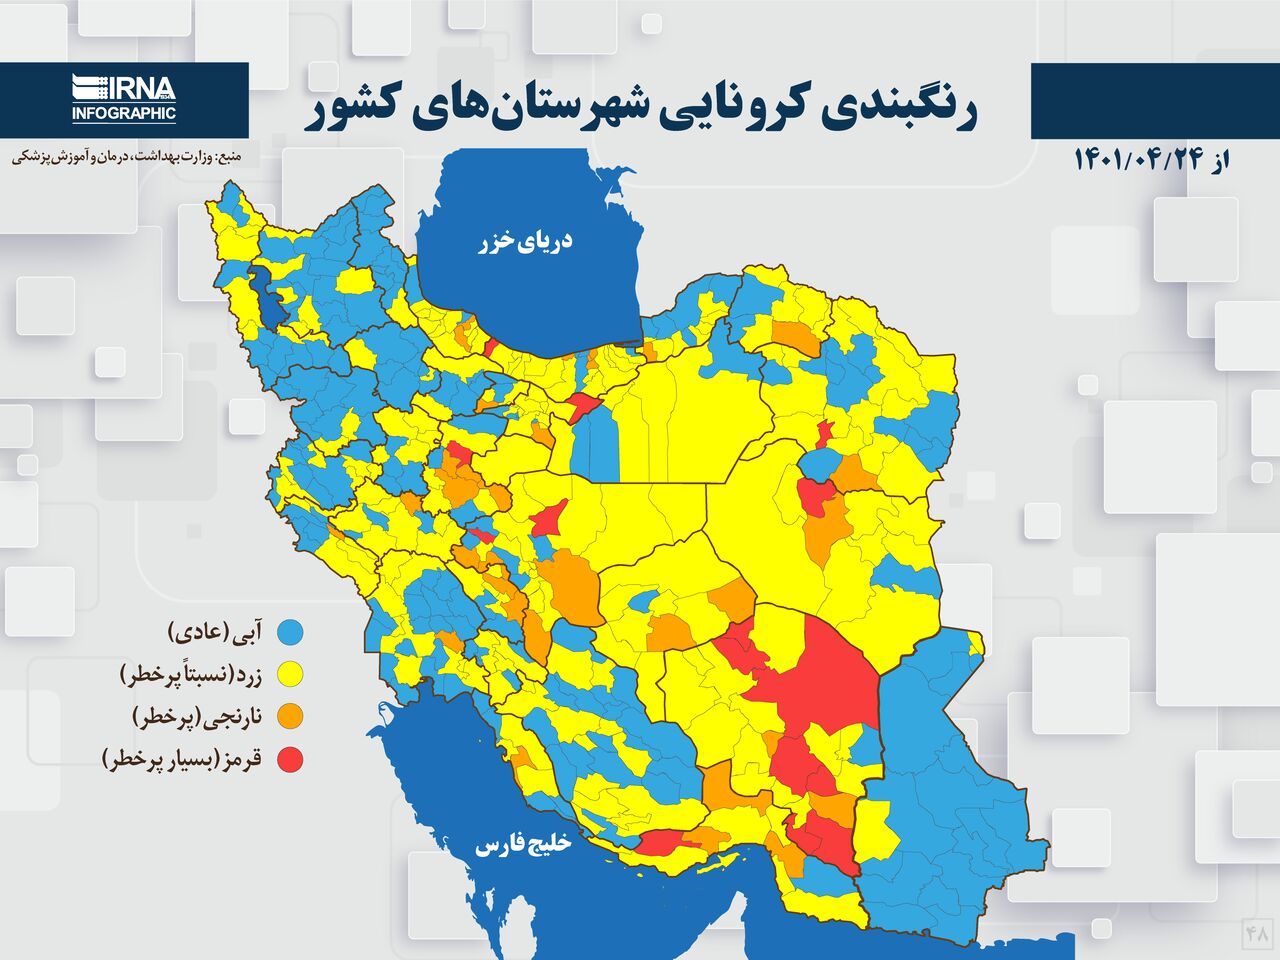 IRNA
INFOGRAPHIC
رنگبندی کرونایی شهرستان‌های کشور
منبع: وزارت بهداشت، درمان و آموزش پزشکی
از ۱۴۰۱/۰۴/۲۴
دریای خزر
آبی (عادی)
زرد (نسبتاً پرخطر)
نارنجی (پرخطر)
قرمز (بسیار پرخطر)
خلیج فارس
۴۸